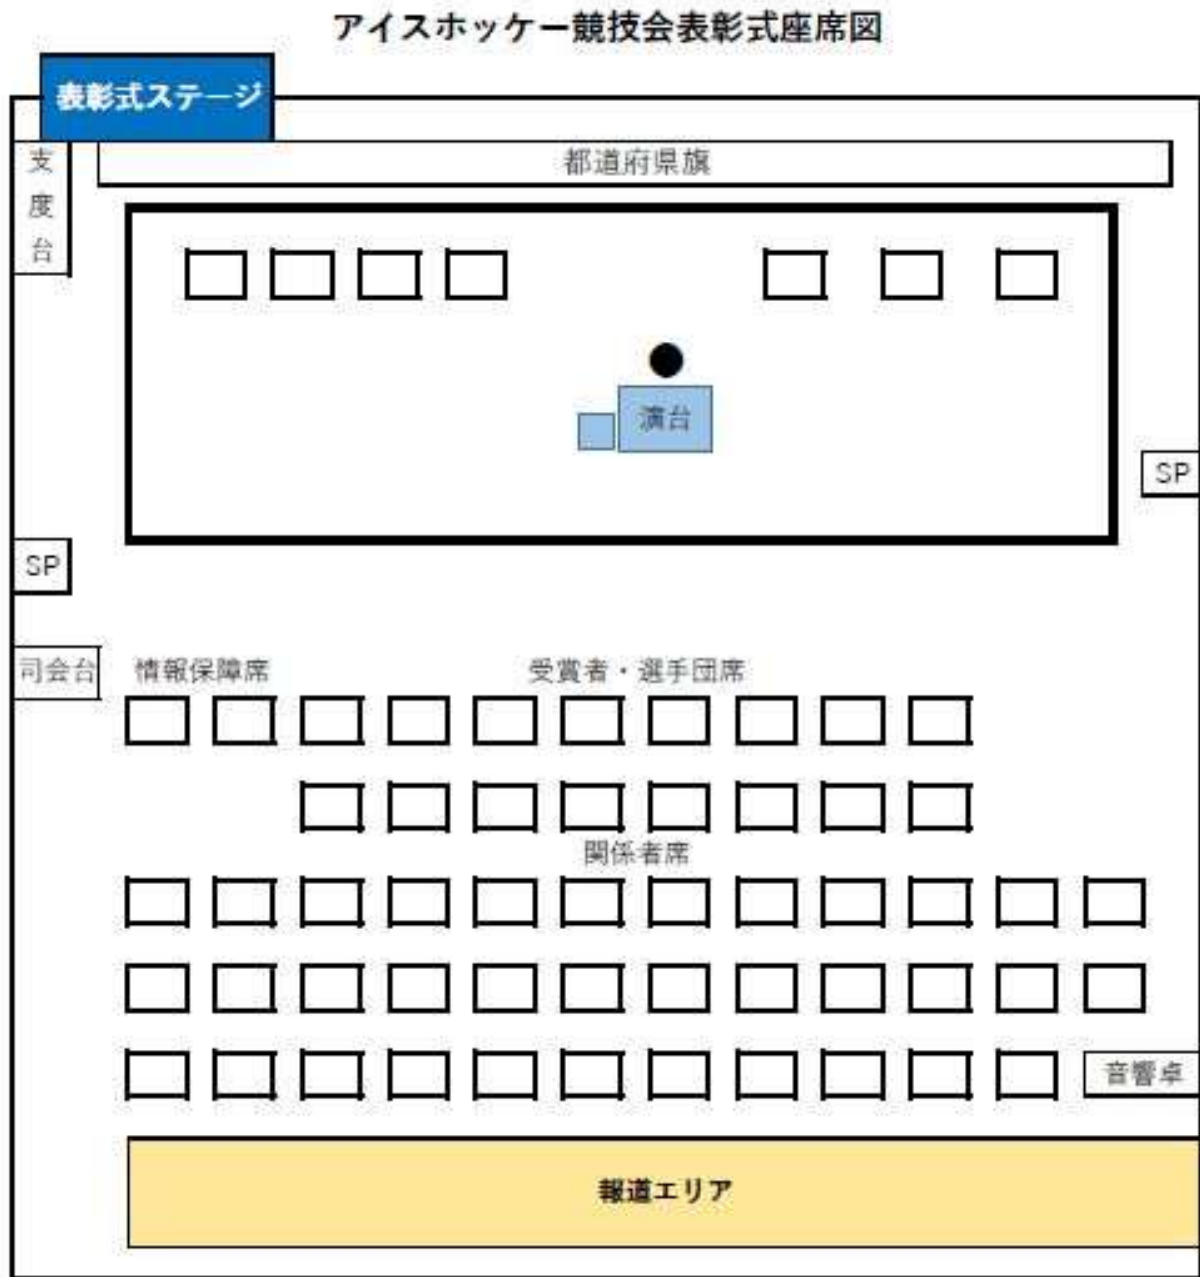 アイスホッケー競技会表彰式座席図
表彰式ステージ
支度台
都道府県旗
演台
SP
SP
司会台
情報保障席
受賞者・選手団席
関係者席
音響卓
報道エリア